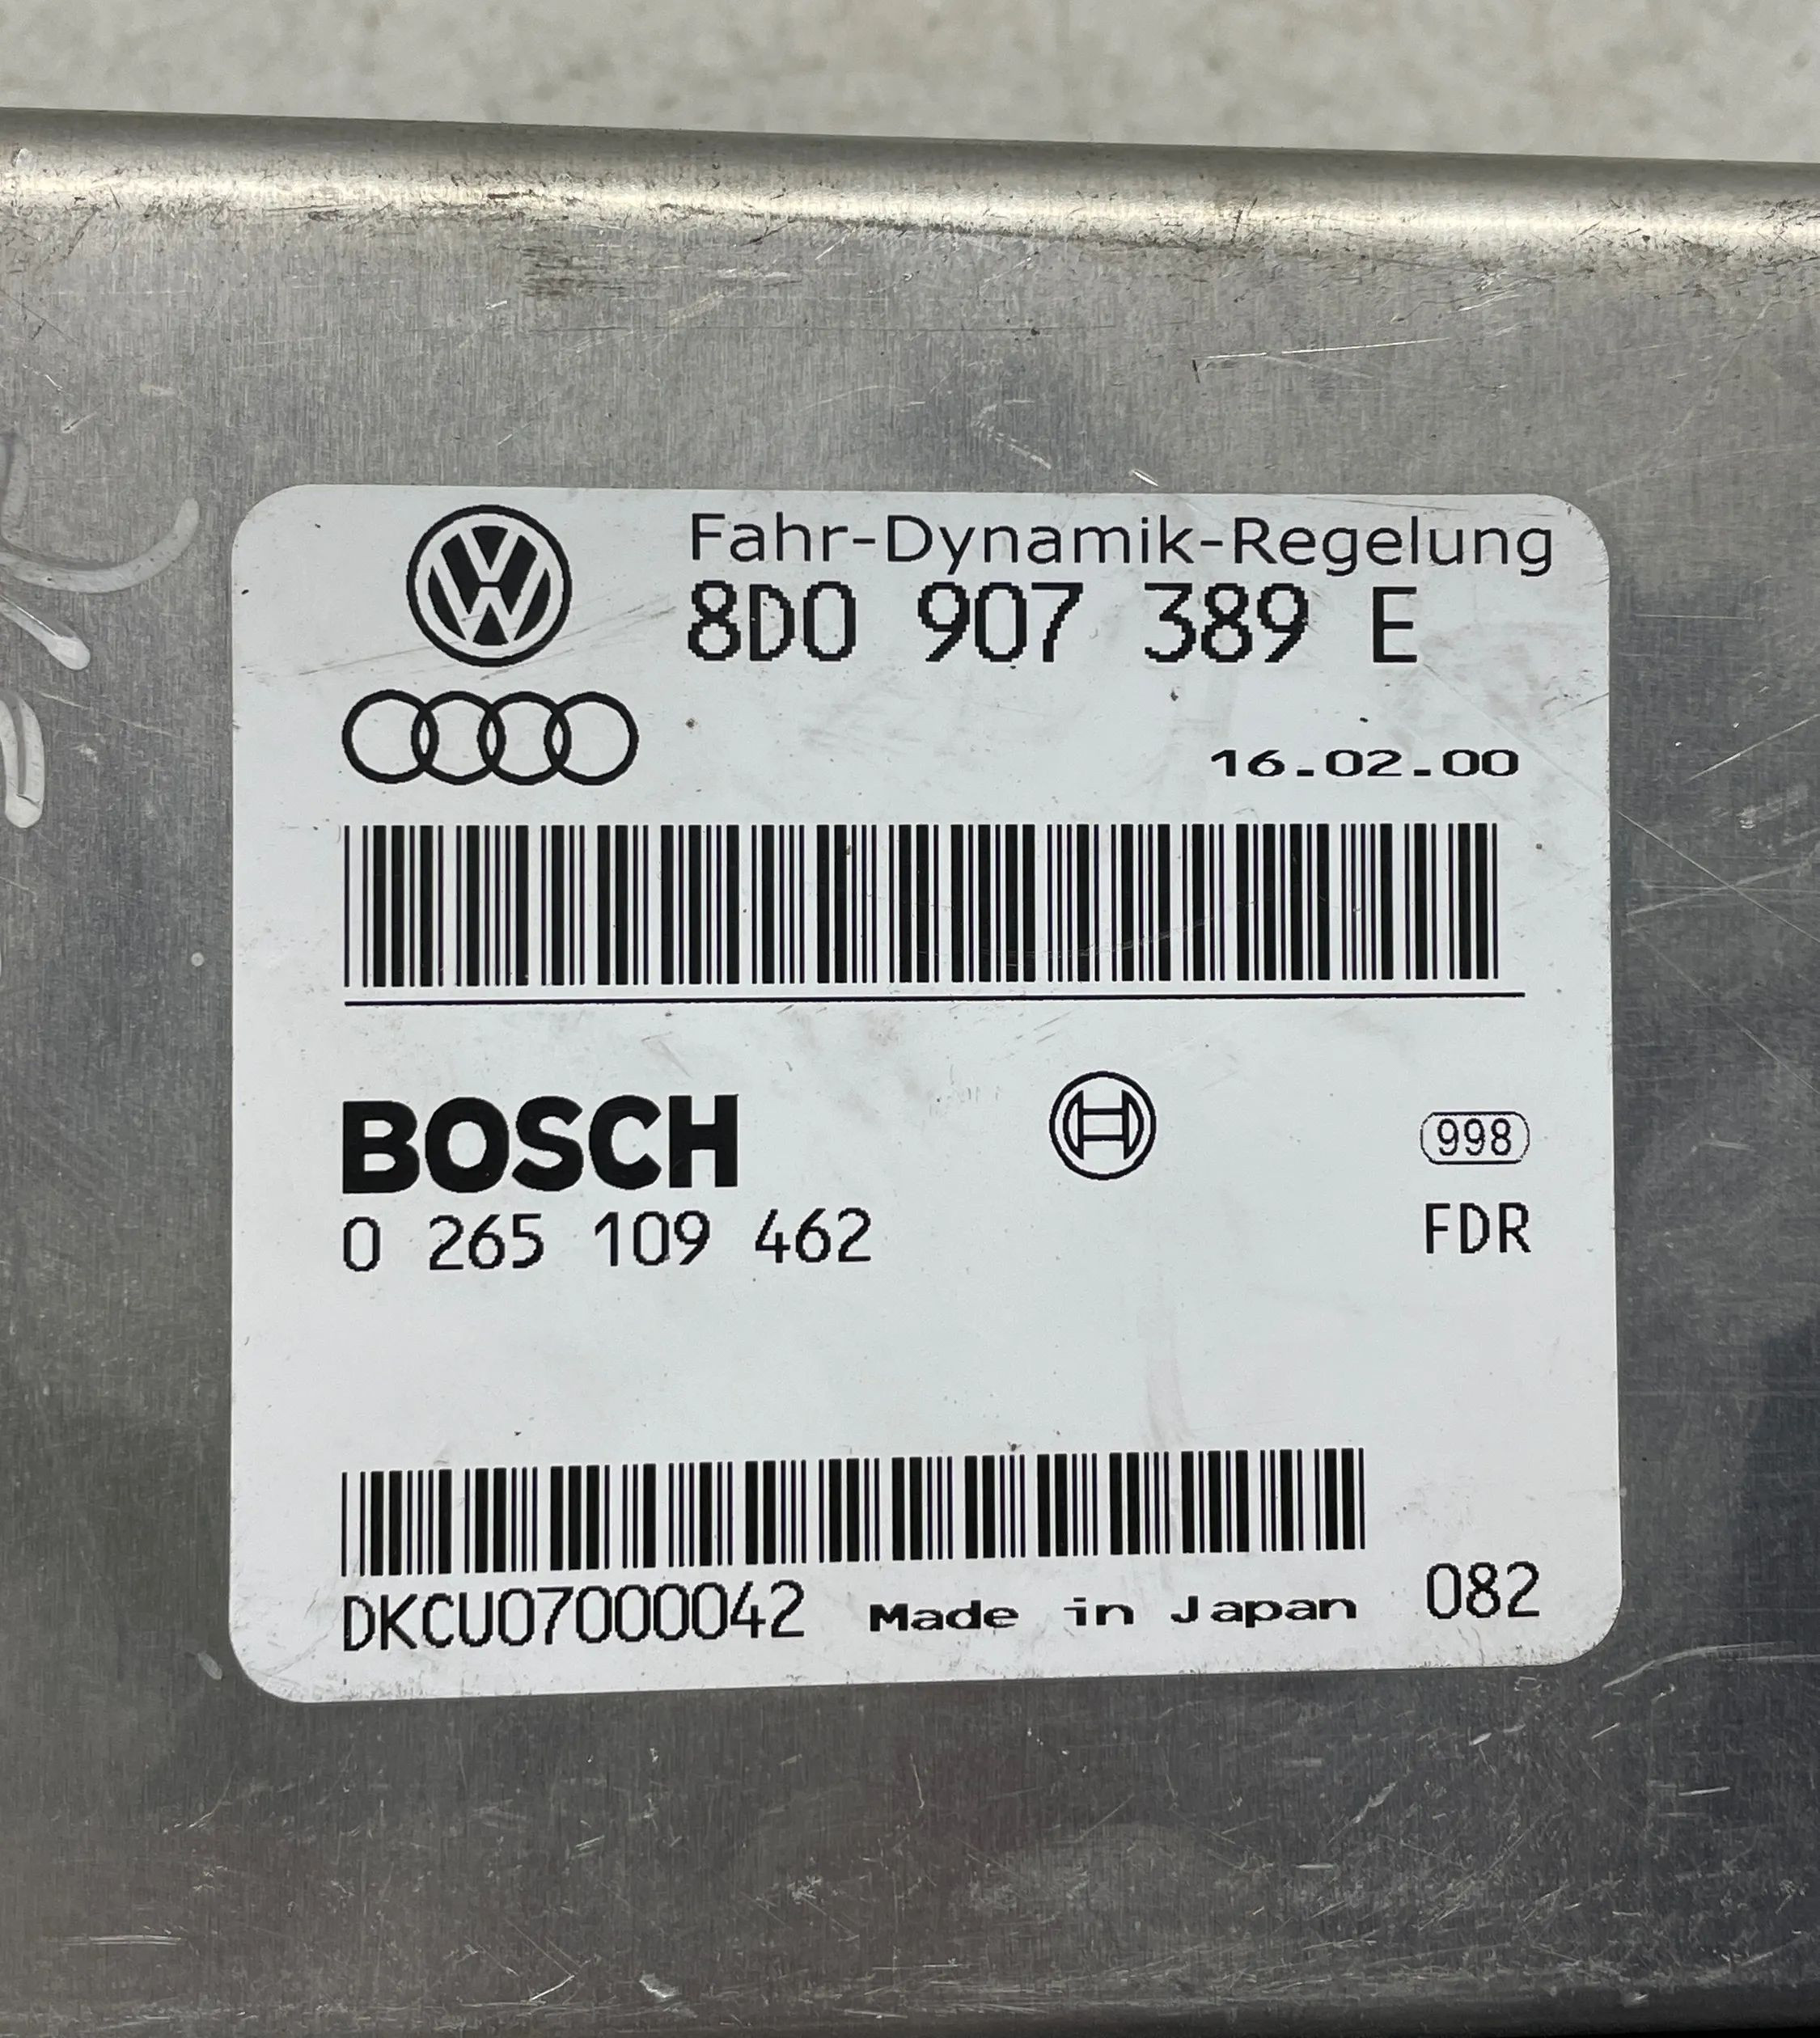 Fahr-Dynamik-Regelung
8D0 907 389 E
16.02.00
BOSCH
998
0 265 109 462
FDR
DKCU07000042 Made in Japan 082